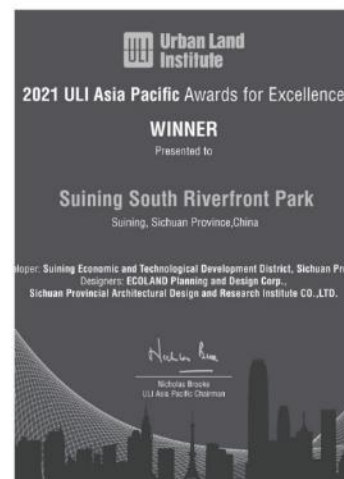 Urban Land
Institute
2021 ULI Asia Pacific Awards for Excellence
WINNER
Presented to
Suining South Riverfront Park
Suining, Sichuan Province,China
loper: Suining Economic and Technological Development District, Sichuan Pr
Designers: ECOLAND Planning and Design Corp.,
Sichuan Provincial Architectural Design and Research Institute CO.,LTD.
Nicholas Brooke
ULI Asia Pacific Chairman